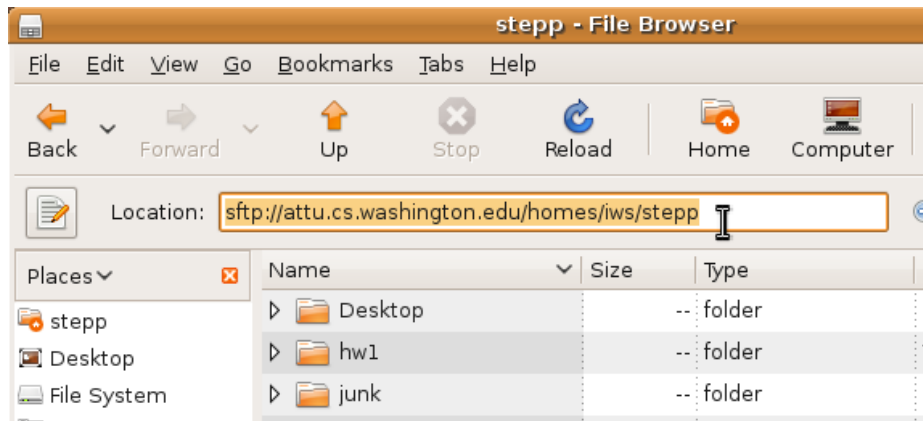 stepp - File Browser
File Edit View Go Bookmarks Tabs Help
Back Forward Up Stop Reload Home Computer
Location: sftp://attu.cs.washington.edu/homes/iws/stepp
Places Name Size Type
stepp
Desktop
File System
Desktop -- folder
hw1 -- folder
junk -- folder